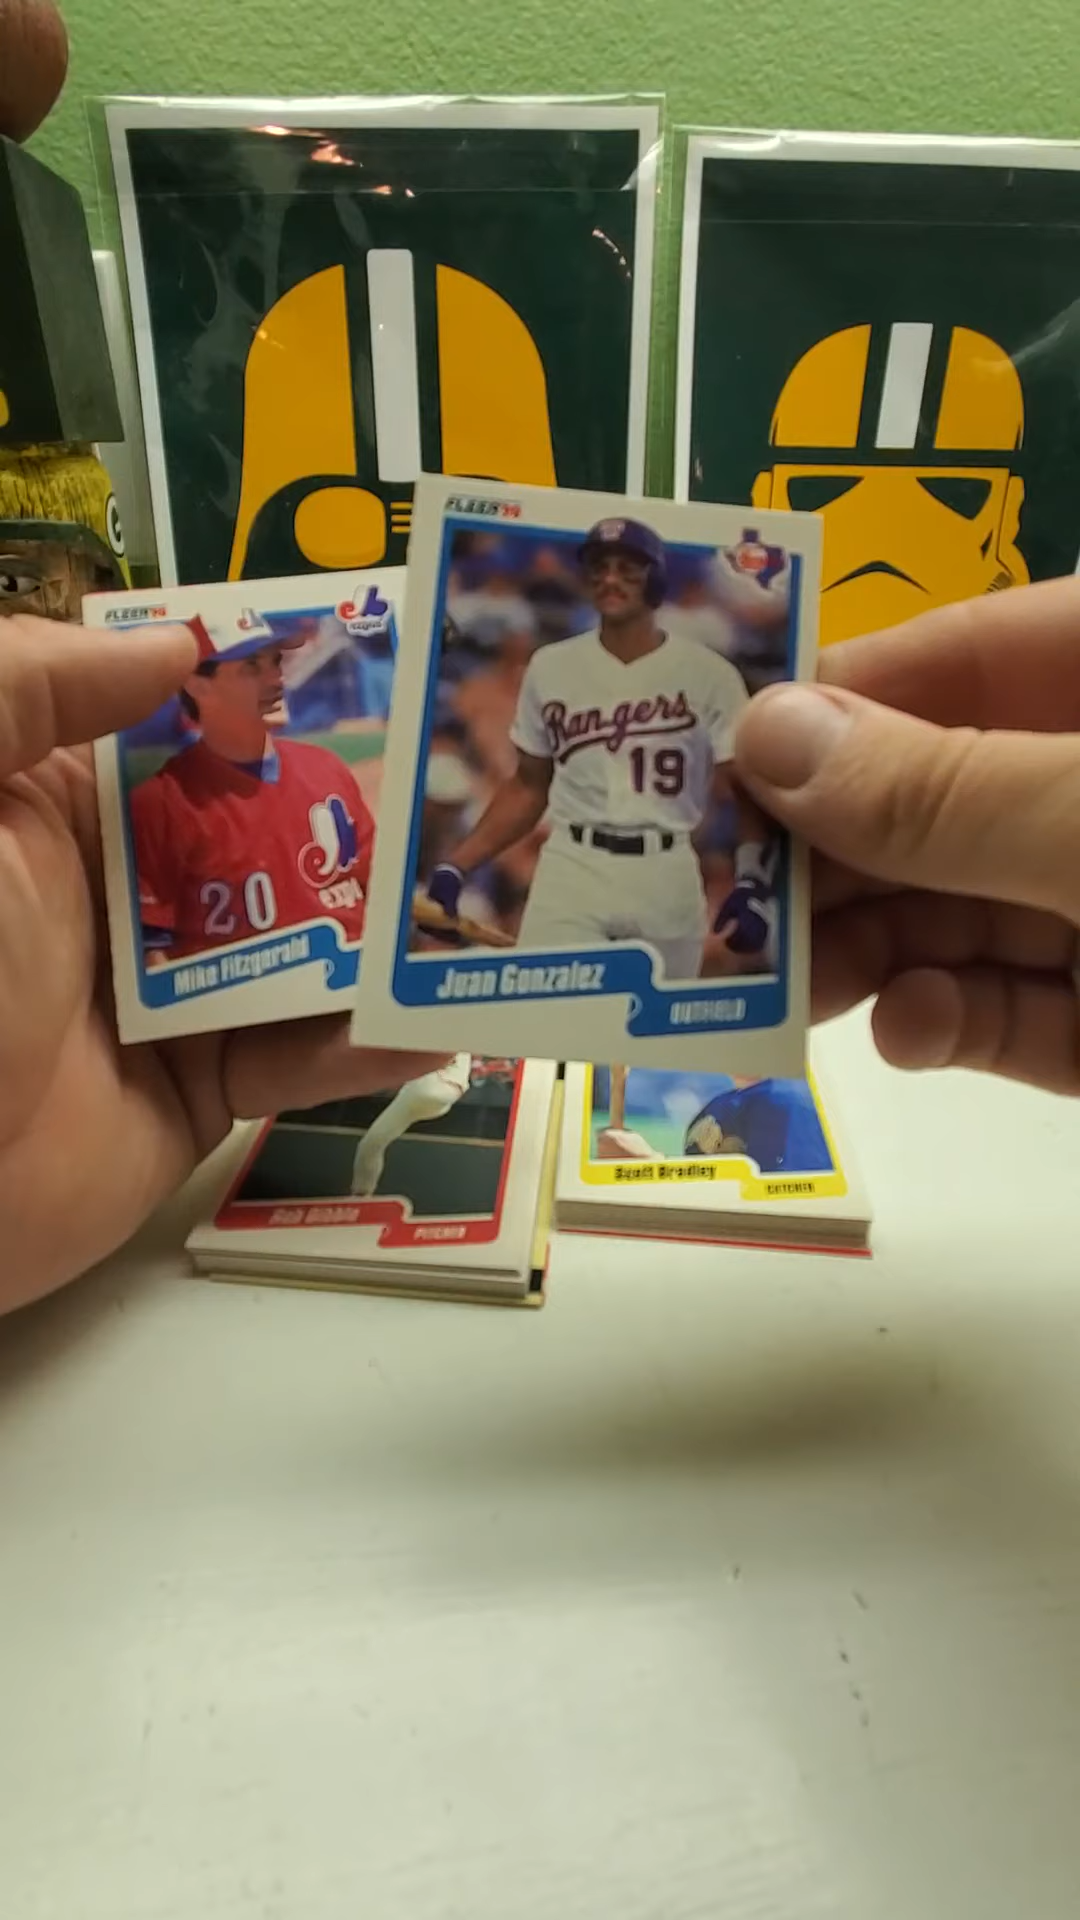 FLEER '90
Rangers
19
Juan Gonzalez
OUTFIELD
FLEER '90
20
expos
Mike Fitzgerald
Rob Dibble
PITCHER
Scott Bradley
CATCHER
G